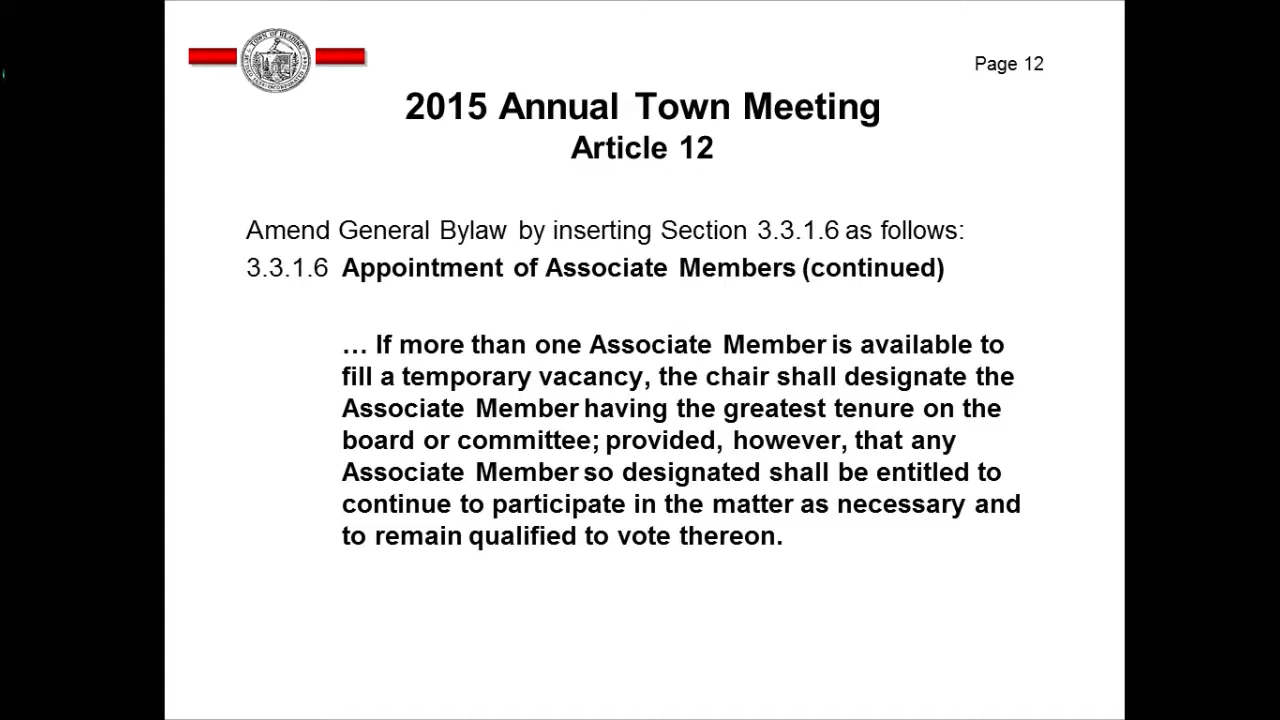 TOWN OF READING
Page 12
2015 Annual Town Meeting
Article 12
Amend General Bylaw by inserting Section 3.3.1.6 as follows:
3.3.1.6 Appointment of Associate Members (continued)
… If more than one Associate Member is available to
fill a temporary vacancy, the chair shall designate the
Associate Member having the greatest tenure on the
board or committee; provided, however, that any
Associate Member so designated shall be entitled to
continue to participate in the matter as necessary and
to remain qualified to vote thereon.